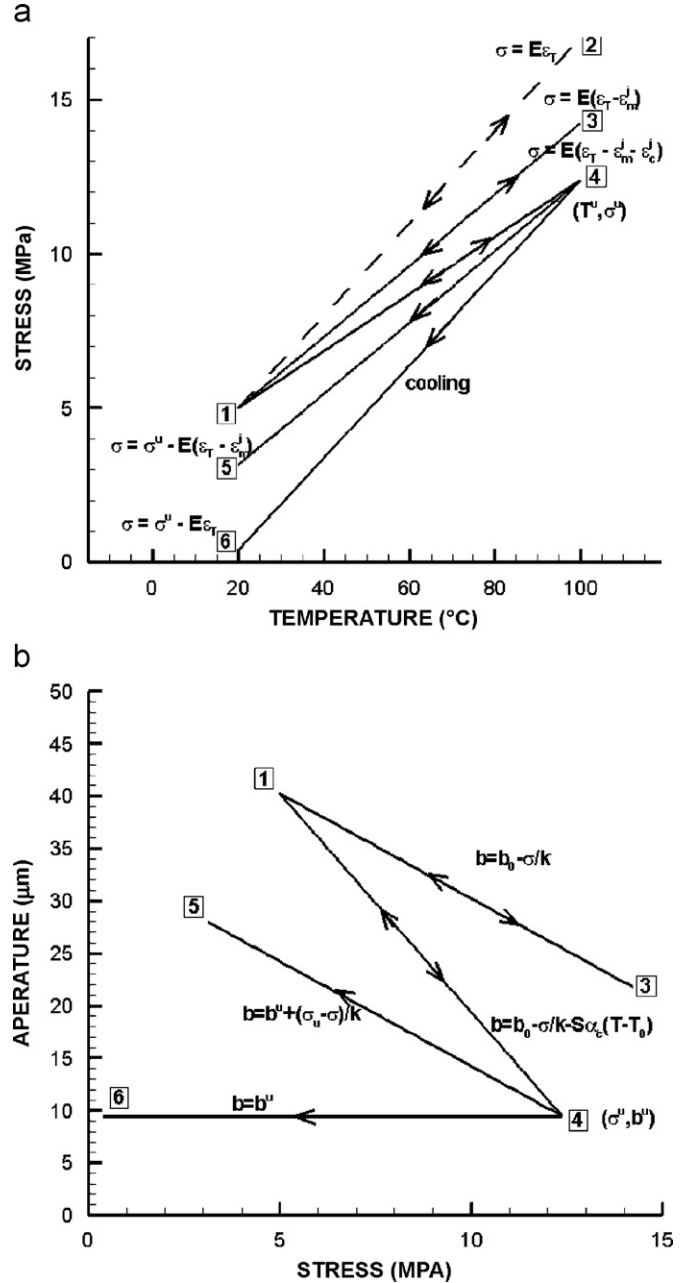 a
σ = Eε_T
2
15
σ = E(ε_T-ε_m^j)
3
σ = E(ε_T - ε_m^j - ε_c^j)
4
(T^u,σ^u)
10
STRESS (MPa)
cooling
5
1
σ = σ^u - E(ε_T - ε_m^j)
5
σ = σ^u - Eε_T
6
0
0 20 40 60 80 100
TEMPERATURE (°C)
b
50
45
1
40
35
b=b_0-σ/k
30
5
APERATURE (μm)
25
3
20
b=b^u+(σ_u-σ)/k
b=b_0-σ/k-Sα_c(T-T_0)
15
6
b=b^u
10
4
(σ^u,b^u)
5
0
0 5 10 15
STRESS (MPA)